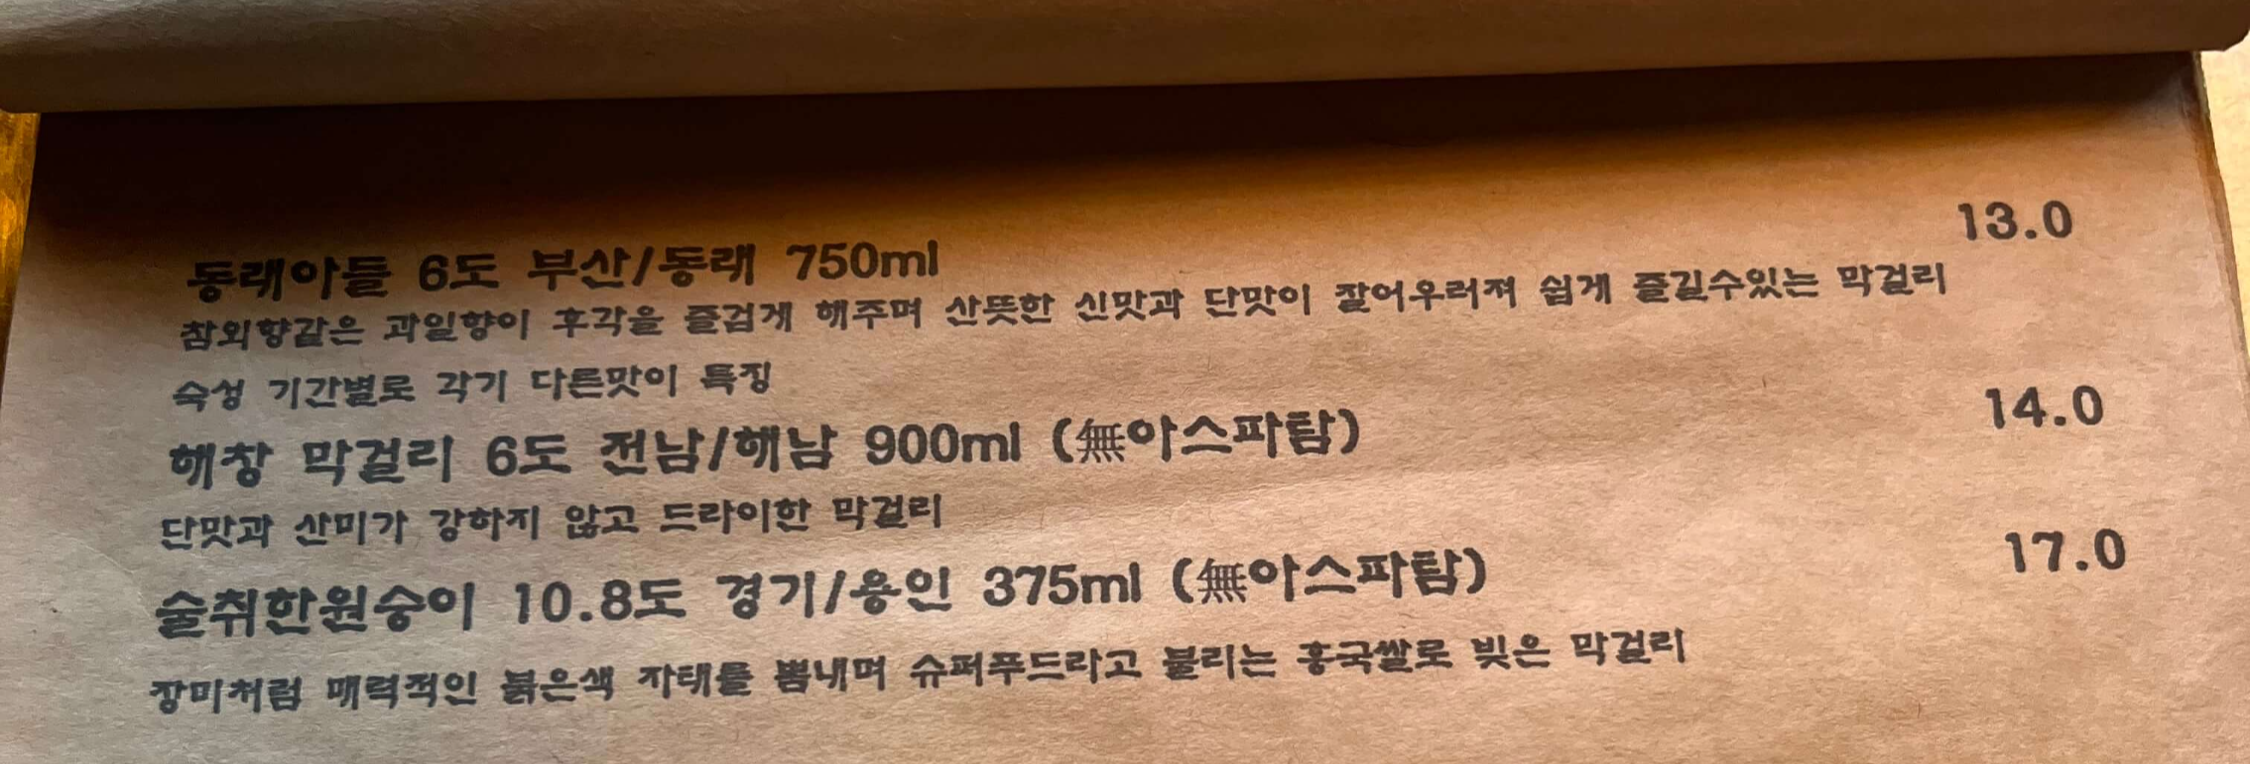 동래아들 6도 부산/동래 750ml 13.0
참외향같은 과일향이 후각을 즐겁게 해주며 산뜻한 신맛과 단맛이 잘어우러져 쉽게 즐길수있는 막걸리
숙성 기간별로 각기 다른맛이 특징
해창 막걸리 6도 전남/해남 900ml (無아스파탐) 14.0
단맛과 산미가 강하지 않고 드라이한 막걸리
술취한원숭이 10.8도 경기/용인 375ml (無아스파탐) 17.0
장미처럼 매력적인 붉은색 자태를 뽐내며 슈퍼푸드라고 불리는 홍국쌀로 빚은 막걸리